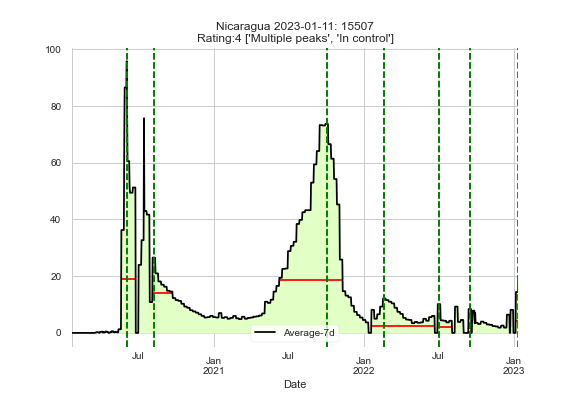 Nicaragua 2023-01-11: 15507
Rating:4 ['Multiple peaks', 'In control']
100
80
60
40
20
0
Average-7d
Jul
Jan
2021
Jul
Jan
2022
Jul
Jan
2023
Date